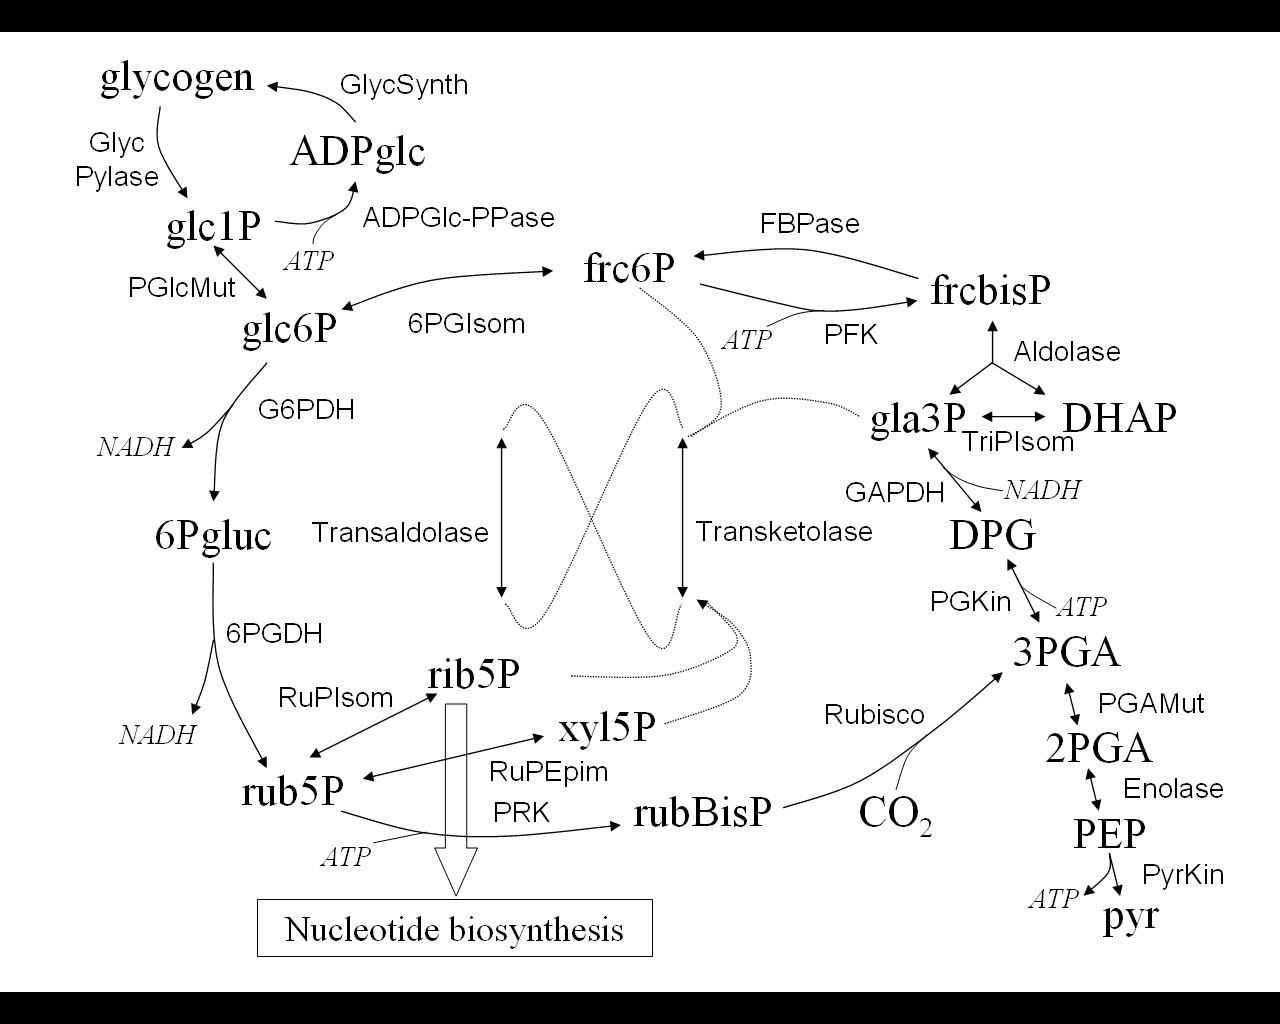 glycogen
GlycSynth
Glyc
Pylase
ADPglc
glc1P
ADPGlc-PPase
ATP
FBPase
PGlcMut
frc6P
frcbisP
glc6P
6PGIsom
ATP
PFK
Aldolase
G6PDH
gla3P
DHAP
TriPIsom
NADH
GAPDH
NADH
6Pgluc
Transaldolase
Transketolase
DPG
PGKin
ATP
6PGDH
3PGA
rib5P
RuPIsom
Rubisco
PGAMut
NADH
xyl5P
2PGA
RuPEpim
rub5P
Enolase
PRK
rubBisP
CO2
PEP
ATP
PyrKin
ATP
pyr
Nucleotide biosynthesis